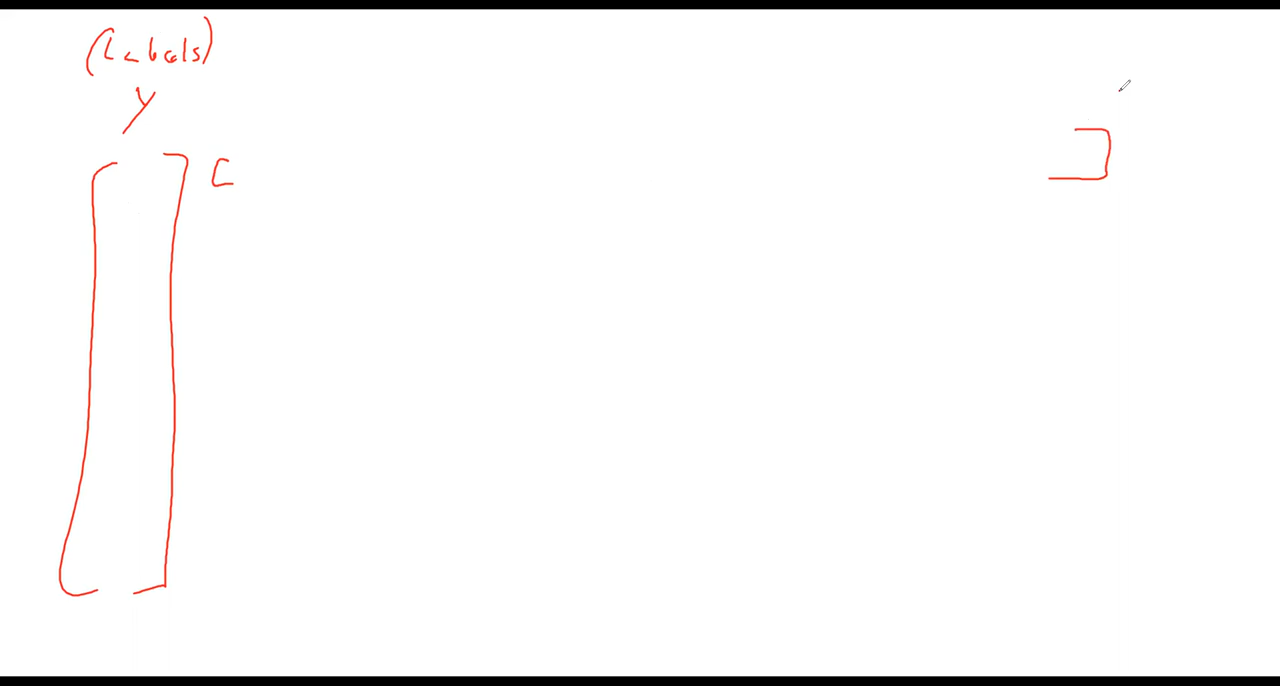 (Labels)
y
[ ] [ ]